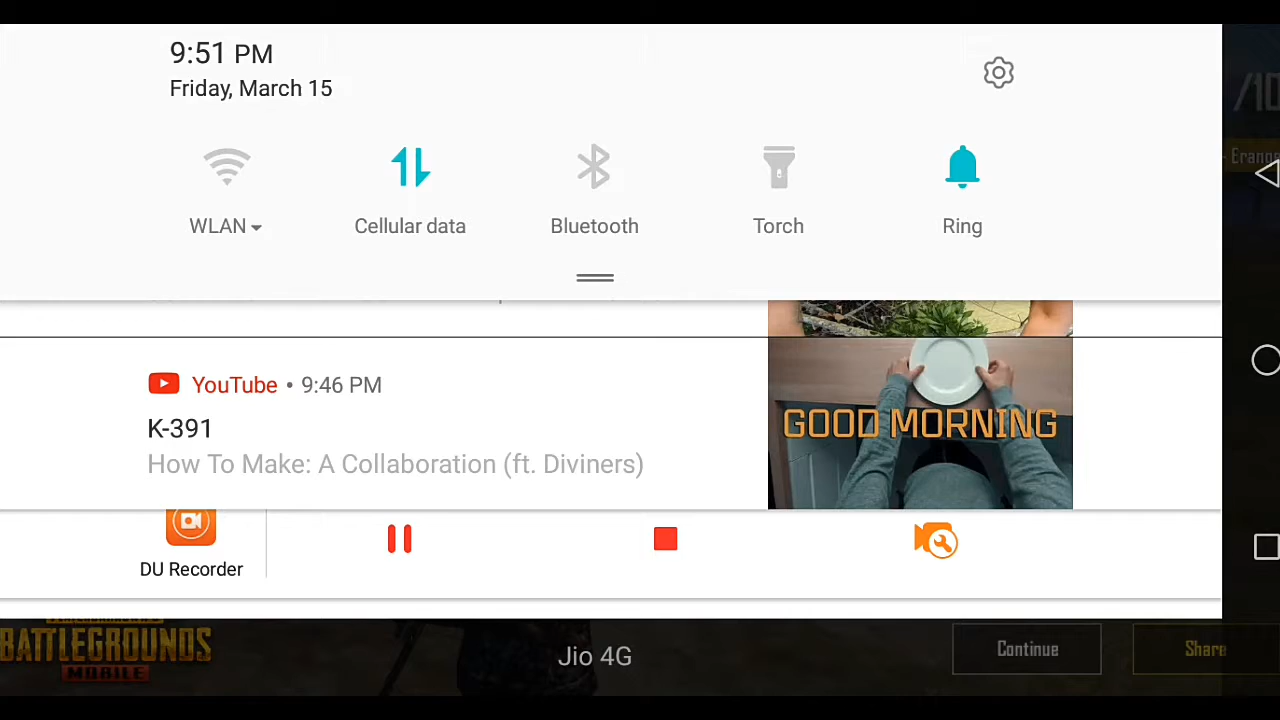 9:51 PM
Friday, March 15
WLAN
Cellular data
Bluetooth
Torch
Ring
YouTube • 9:46 PM
K-391
How To Make: A Collaboration (ft. Diviners)
GOOD MORNING
DU Recorder
/10
BATTLEGROUNDS
MOBILE
Jio 4G
Continue
Share